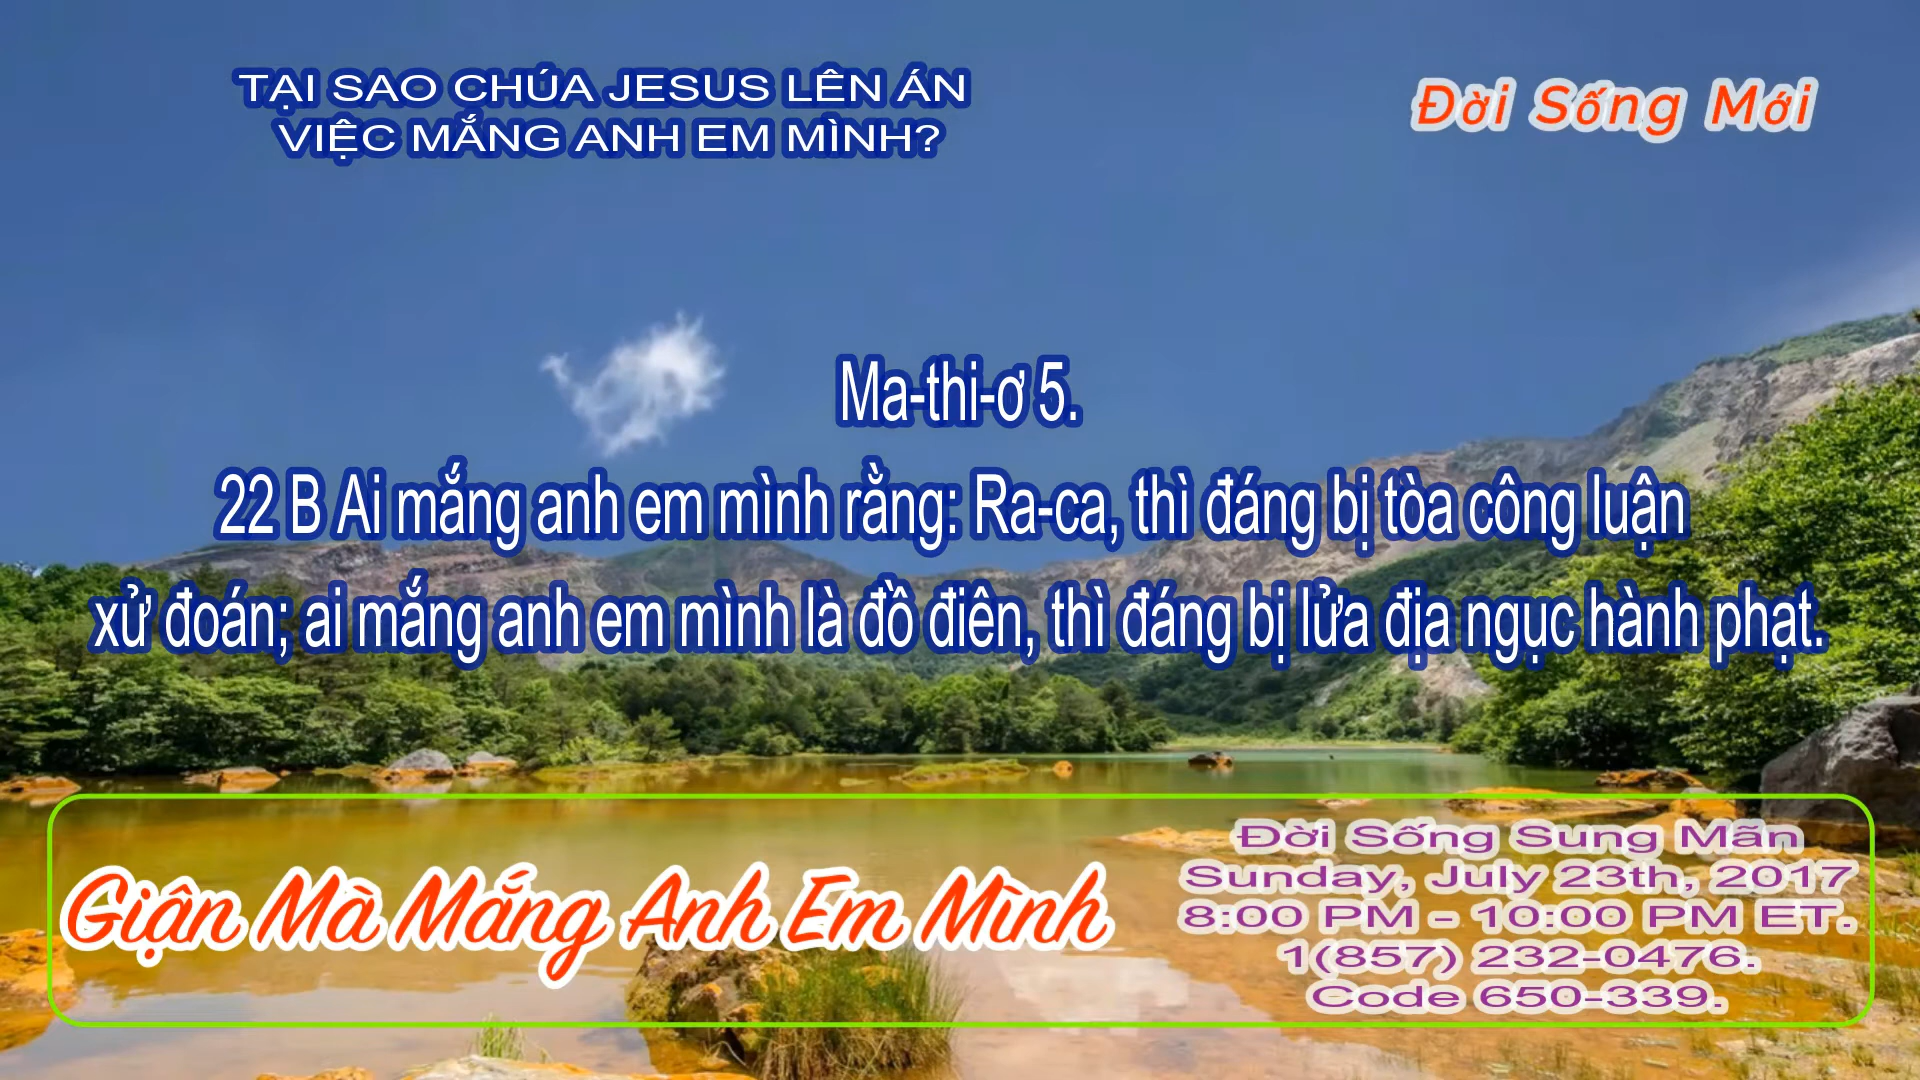 TẠI SAO CHÚA JESUS LÊN ÁN
VIỆC MẮNG ANH EM MÌNH?
Đời Sống Mới
Ma-thi-ơ 5.
22 B Ai mắng anh em mình rằng: Ra-ca, thì đáng bị tòa công luận
xử đoán; ai mắng anh em mình là đồ điên, thì đáng bị lửa địa ngục hành phạt.
Giận Mà Mắng Anh Em Mình
Đời Sống Sung Mãn
Sunday, July 23th, 2017
8:00 PM – 10:00 PM ET.
1(857) 232-0476.
Code 650-339.